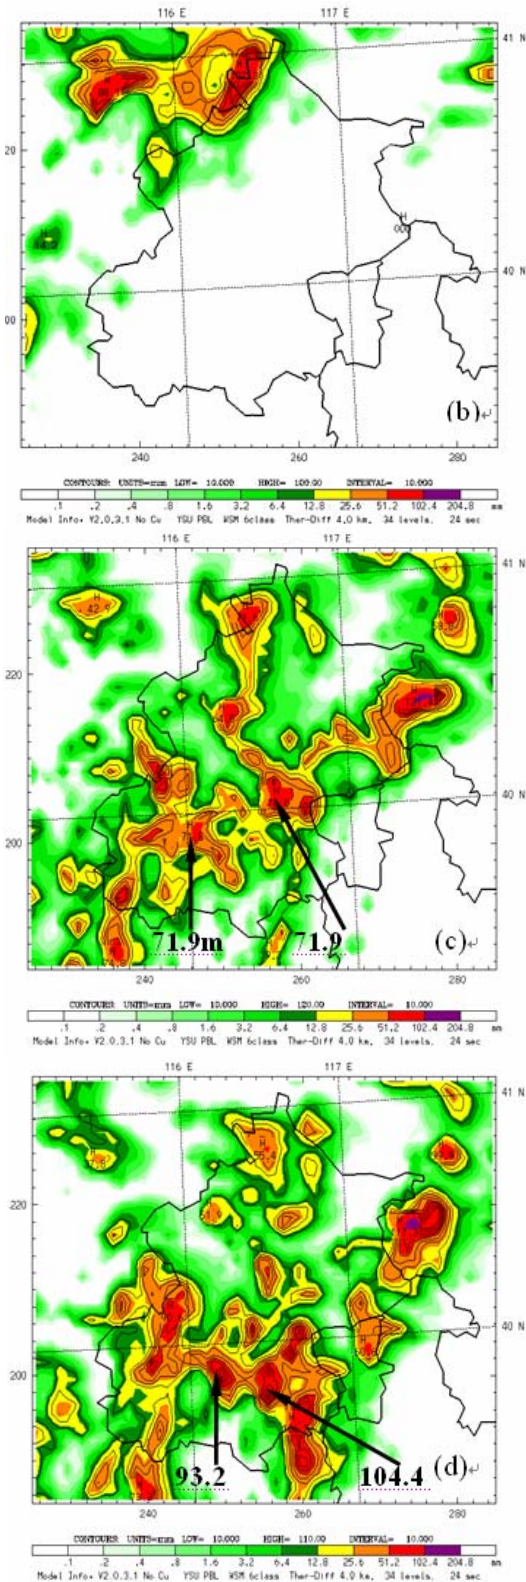 116 E 117 E
41 N
20
H
000
40 N
00
(b)↵
240 260 280
CONTOURS: UNITS=mm LOW= 10.000 HIGH= 100.00 INTERVAL= 10.000
.1 .2 .4 .8 1.6 3.2 6.4 12.8 25.6 51.2 102.4 204.8 mm
Model Info: V2.0.3.1 No Cu YSU PBL WSM 6class Ther-Diff 4.0 km, 34 levels, 24 sec
116 E 117 E
41 N
H
42.9
220
40 N
200
71.9m 71.9 (c)↵
240 260 280
CONTOURS: UNITS=mm LOW= 10.000 HIGH= 120.00 INTERVAL= 10.000
.1 .2 .4 .8 1.6 3.2 6.4 12.8 25.6 51.2 102.4 204.8 mm
Model Info: V2.0.3.1 No Cu YSU PBL WSM 6class Ther-Diff 4.0 km, 34 levels, 24 sec
116 E 117 E
41 N
H
H
220
40 N
H
200
93.2 104.4 (d)↵
240 260 280
CONTOURS: UNITS=mm LOW= 10.000 HIGH= 110.00 INTERVAL= 10.000
.1 .2 .4 .8 1.6 3.2 6.4 12.8 25.6 51.2 102.4 204.8 mm
Model Info: V2.0.3.1 No Cu YSU PBL WSM 6class Ther-Diff 4.0 km, 34 levels, 24 sec